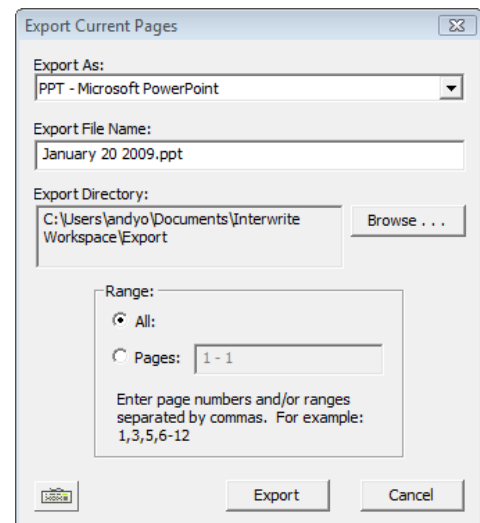 Export Current Pages
Export As:
PPT - Microsoft PowerPoint
Export File Name:
January 20 2009.ppt
Export Directory:
C:\Users\andyo\Documents\Interwrite
Workspace\Export
Browse . . .
Range:
All:
Pages: 1 - 1
Enter page numbers and/or ranges
separated by commas. For example:
1,3,5,6-12
Export Cancel